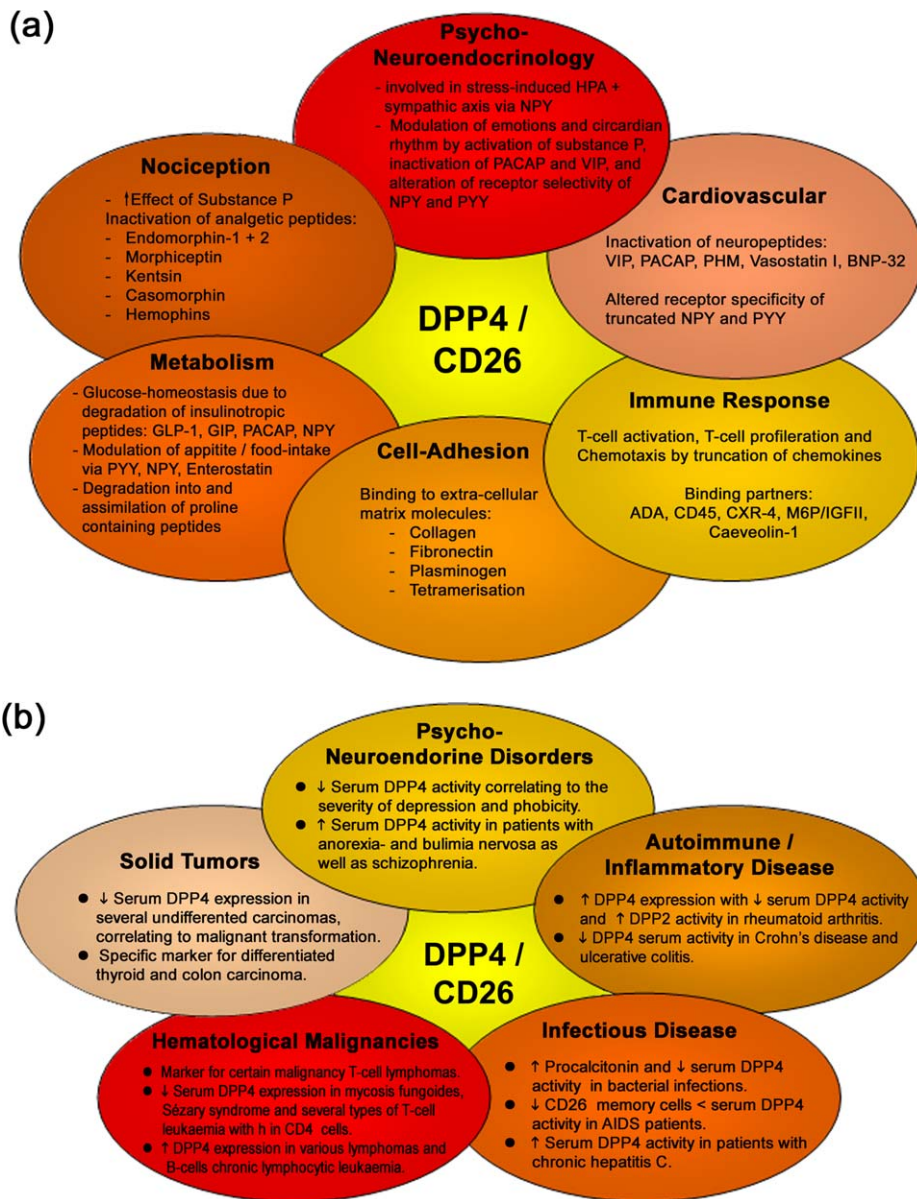 (a)
Psycho-
Neuroendocrinology
- involved in stress-induced HPA +
sympathic axis via NPY
- Modulation of emotions and circardian
rhythm by activation of substance P,
inactivation of PACAP and VIP, and
alteration of receptor selectivity of
NPY and PYY
Nociception
- ↑Effect of Substance P
Inactivation of analgetic peptides:
- Endomorphin-1 + 2
- Morphiceptin
- Kentsin
- Casomorphin
- Hemophins
Cardiovascular
Inactivation of neuropeptides:
VIP, PACAP, PHM, Vasostatin I, BNP-32
Altered receptor specificity of
truncated NPY and PYY
DPP4 /
CD26
Metabolism
- Glucose-homeostasis due to
degradation of insulinotropic
peptides: GLP-1, GIP, PACAP, NPY
- Modulation of appitite / food-intake
via PYY, NPY, Enterostatin
- Degradation into and
assimilation of proline
containing peptides
Cell-Adhesion
Binding to extra-cellular
matrix molecules:
- Collagen
- Fibronectin
- Plasminogen
- Tetramerisation
Immune Response
T-cell activation, T-cell profileration and
Chemotaxis by truncation of chemokines
Binding partners:
ADA, CD45, CXR-4, M6P/IGFII,
Caeveolin-1
(b)
Psycho-
Neuroendorine Disorders
● ↓ Serum DPP4 activity correlating to the
severity of depression and phobicity.
● ↑ Serum DPP4 activity in patients with
anorexia- and bulimia nervosa as
well as schizophrenia.
Solid Tumors
● ↓ Serum DPP4 expression in
several undifferented carcinomas,
correlating to malignant transformation.
● Specific marker for differentiated
thyroid and colon carcinoma.
Autoimmune /
Inflammatory Disease
● ↑ DPP4 expression with ↓ serum DPP4 activity
and ↑ DPP2 activity in rheumatoid arthritis.
● ↓ DPP4 serum activity in Crohn's disease and
ulcerative colitis.
DPP4 /
CD26
Hematological Malignancies
● Marker for certain malignancy T-cell lymphomas.
● ↓ Serum DPP4 expression in mycosis fungoides,
Sézary syndrome and several types of T-cell
leukaemia with h in CD4 cells.
● ↑ DPP4 expression in various lymphomas and
B-cells chronic lymphocytic leukaemia.
Infectious Disease
● ↑ Procalcitonin and ↓ serum DPP4
activity in bacterial infections.
● ↓ CD26 memory cells < serum DPP4
activity in AIDS patients.
● ↑ Serum DPP4 activity in patients with
chronic hepatitis C.